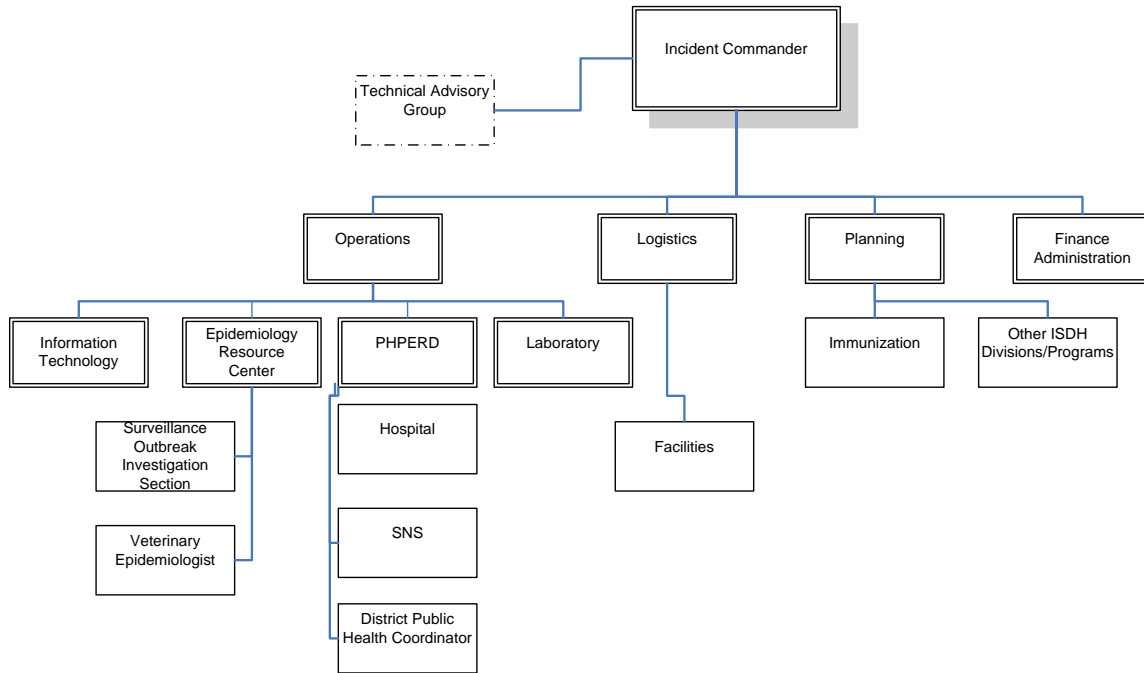 Incident Commander
Technical Advisory
Group
Operations
Logistics
Planning
Finance
Administration
Information
Technology
Epidemiology
Resource
Center
PHPERD
Laboratory
Immunization
Other ISDH
Divisions/Programs
Surveillance
Outbreak
Investigation
Section
Hospital
Facilities
Veterinary
Epidemiologist
SNS
District Public
Health Coordinator